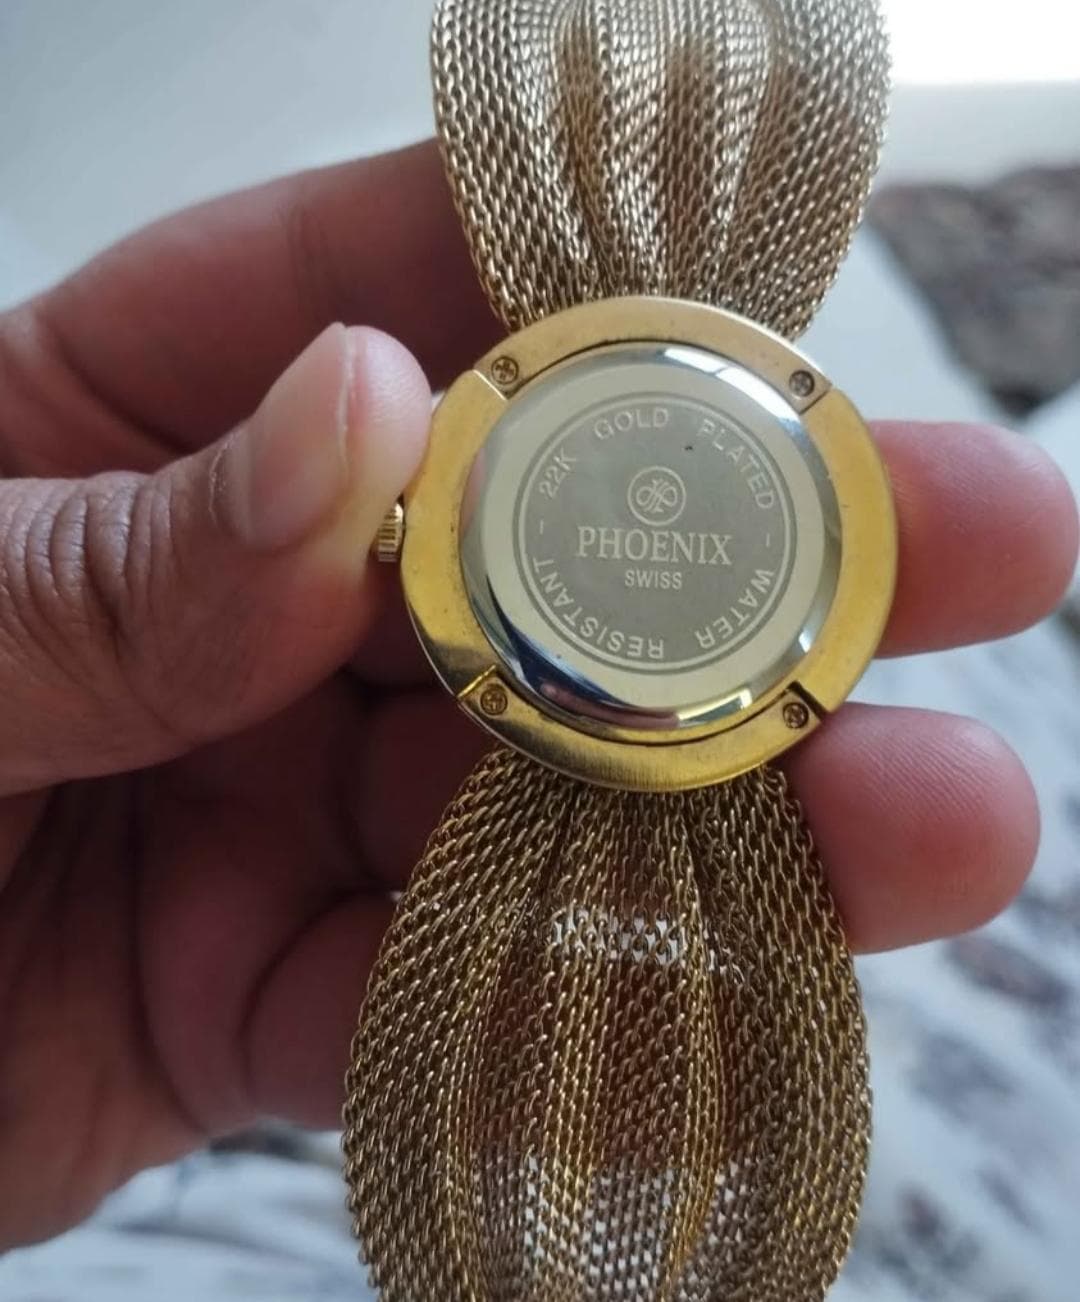 22K GOLD PLATED -
PHOENIX
SWISS
WATER RESISTANT -